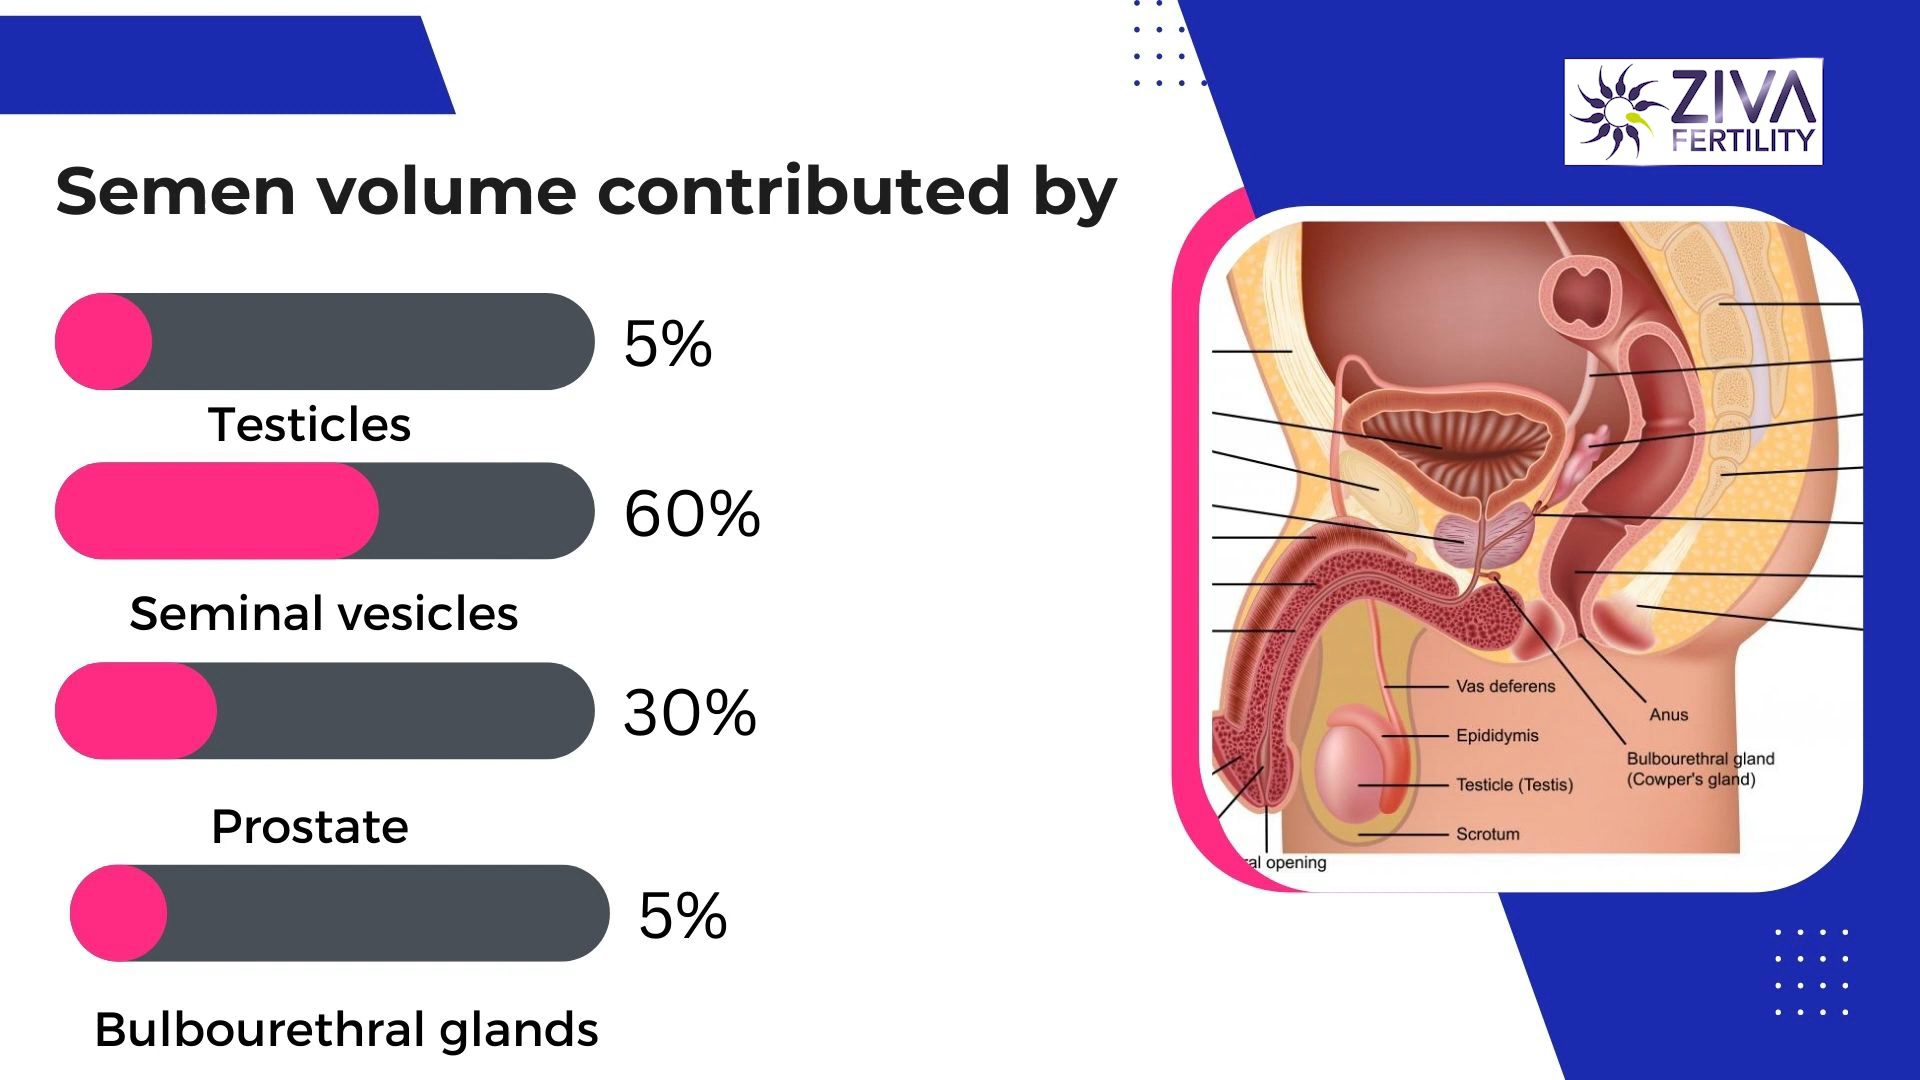 ZIVA
FERTILITY
Semen volume contributed by
5%
Testicles
60%
Seminal vesicles
30%
Prostate
5%
Bulbourethral glands
Vas deferens
Anus
Epididymis
Bulbourethral gland
(Cowper's gland)
Testicle (Testis)
Scrotum
opening